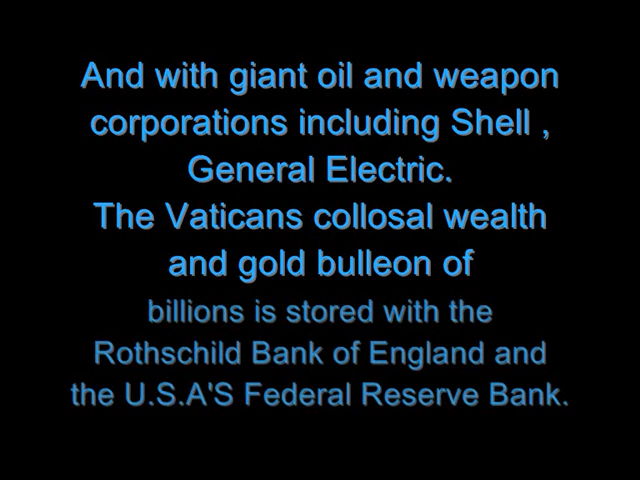 And with giant oil and weapon
corporations including Shell ,
General Electric.
The Vaticans collosal wealth
and gold bulleon of
billions is stored with the
Rothschild Bank of England and
the U.S.A'S Federal Reserve Bank.